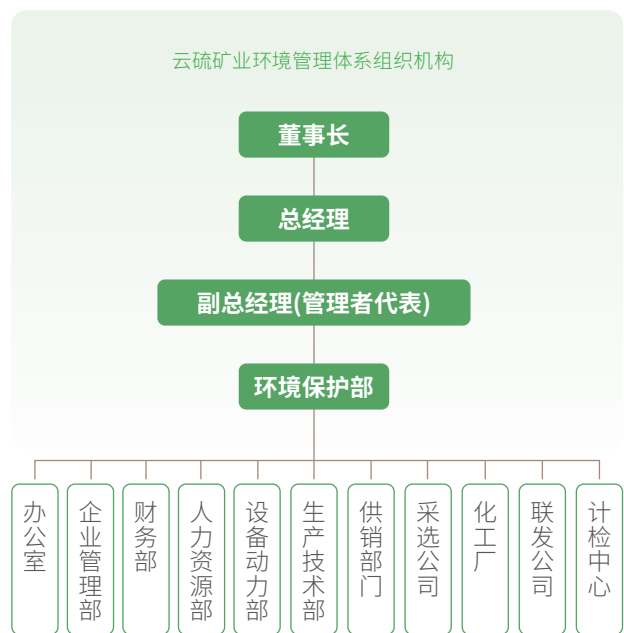 云硫矿业环境管理体系组织机构
董事长
总经理
副总经理(管理者代表)
环境保护部
办公室
企业管理部
财务部
人力资源部
设备动力部
生产技术部
供销部门
采选公司
化工厂
联发公司
计检中心